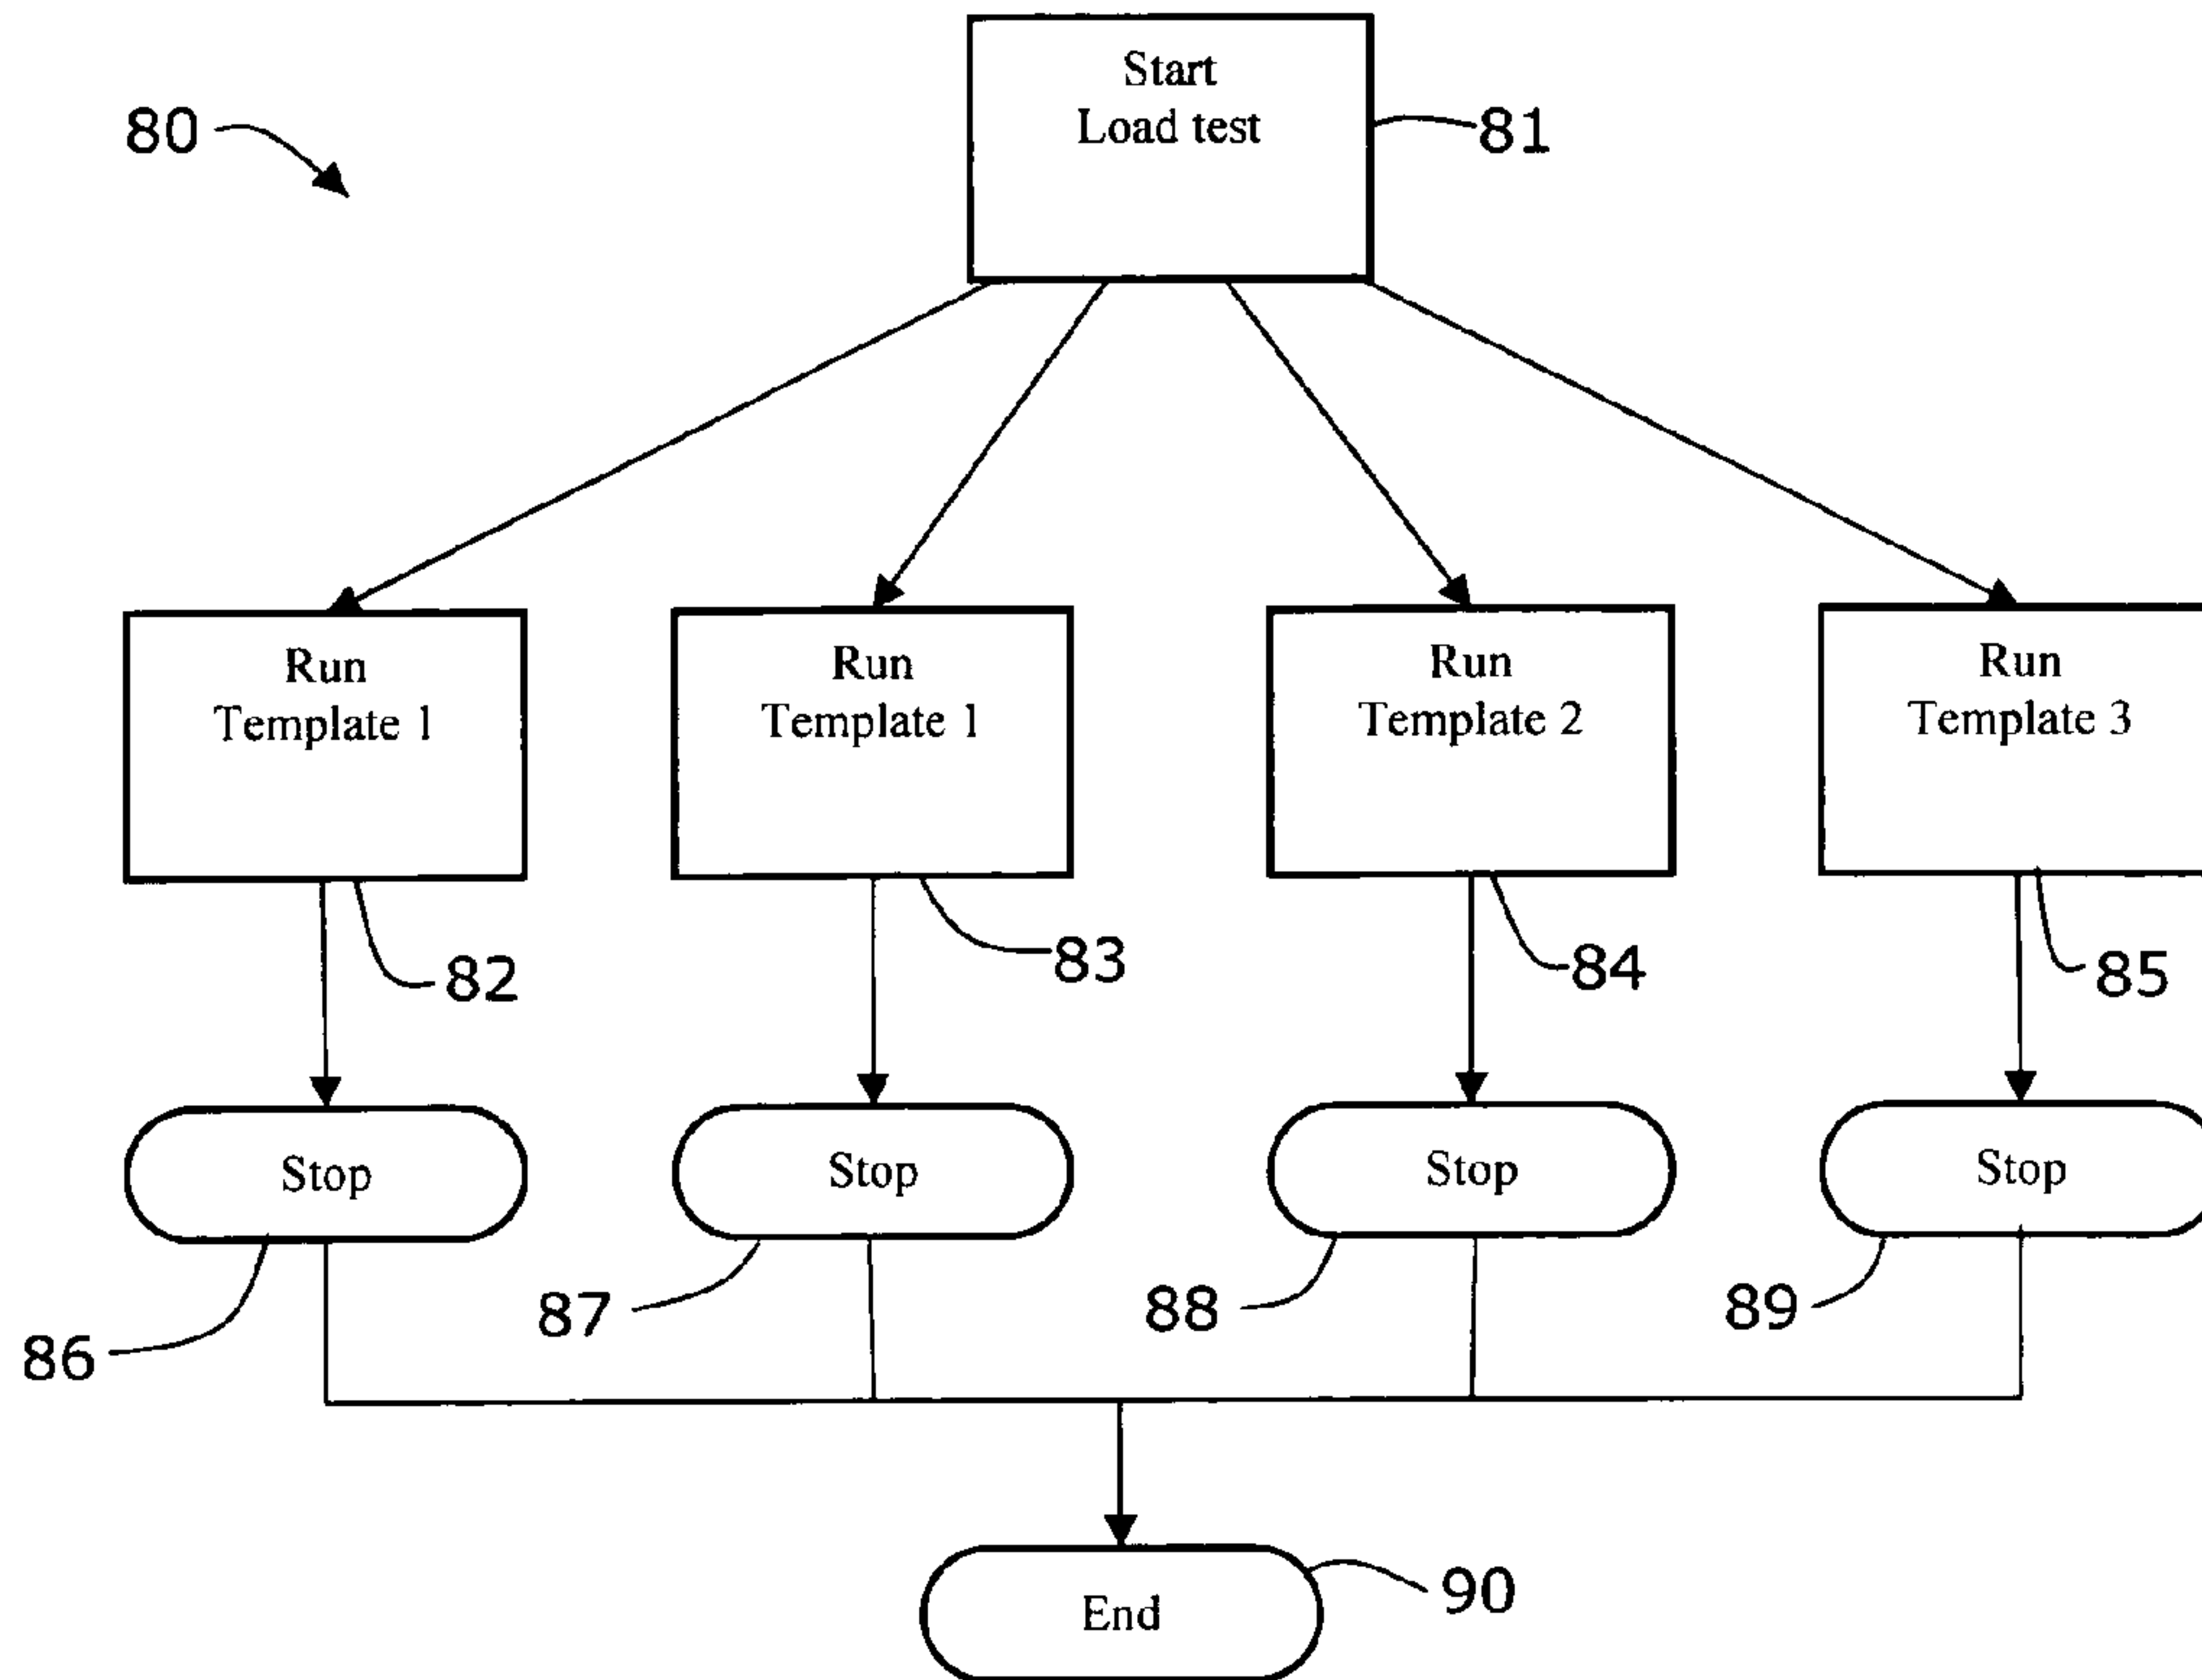 Start
Load test
80
81
Run
Template 1
Run
Template 1
Run
Template 2
Run
Template 3
82
83
84
85
Stop
Stop
Stop
Stop
86
87
88
89
End
90